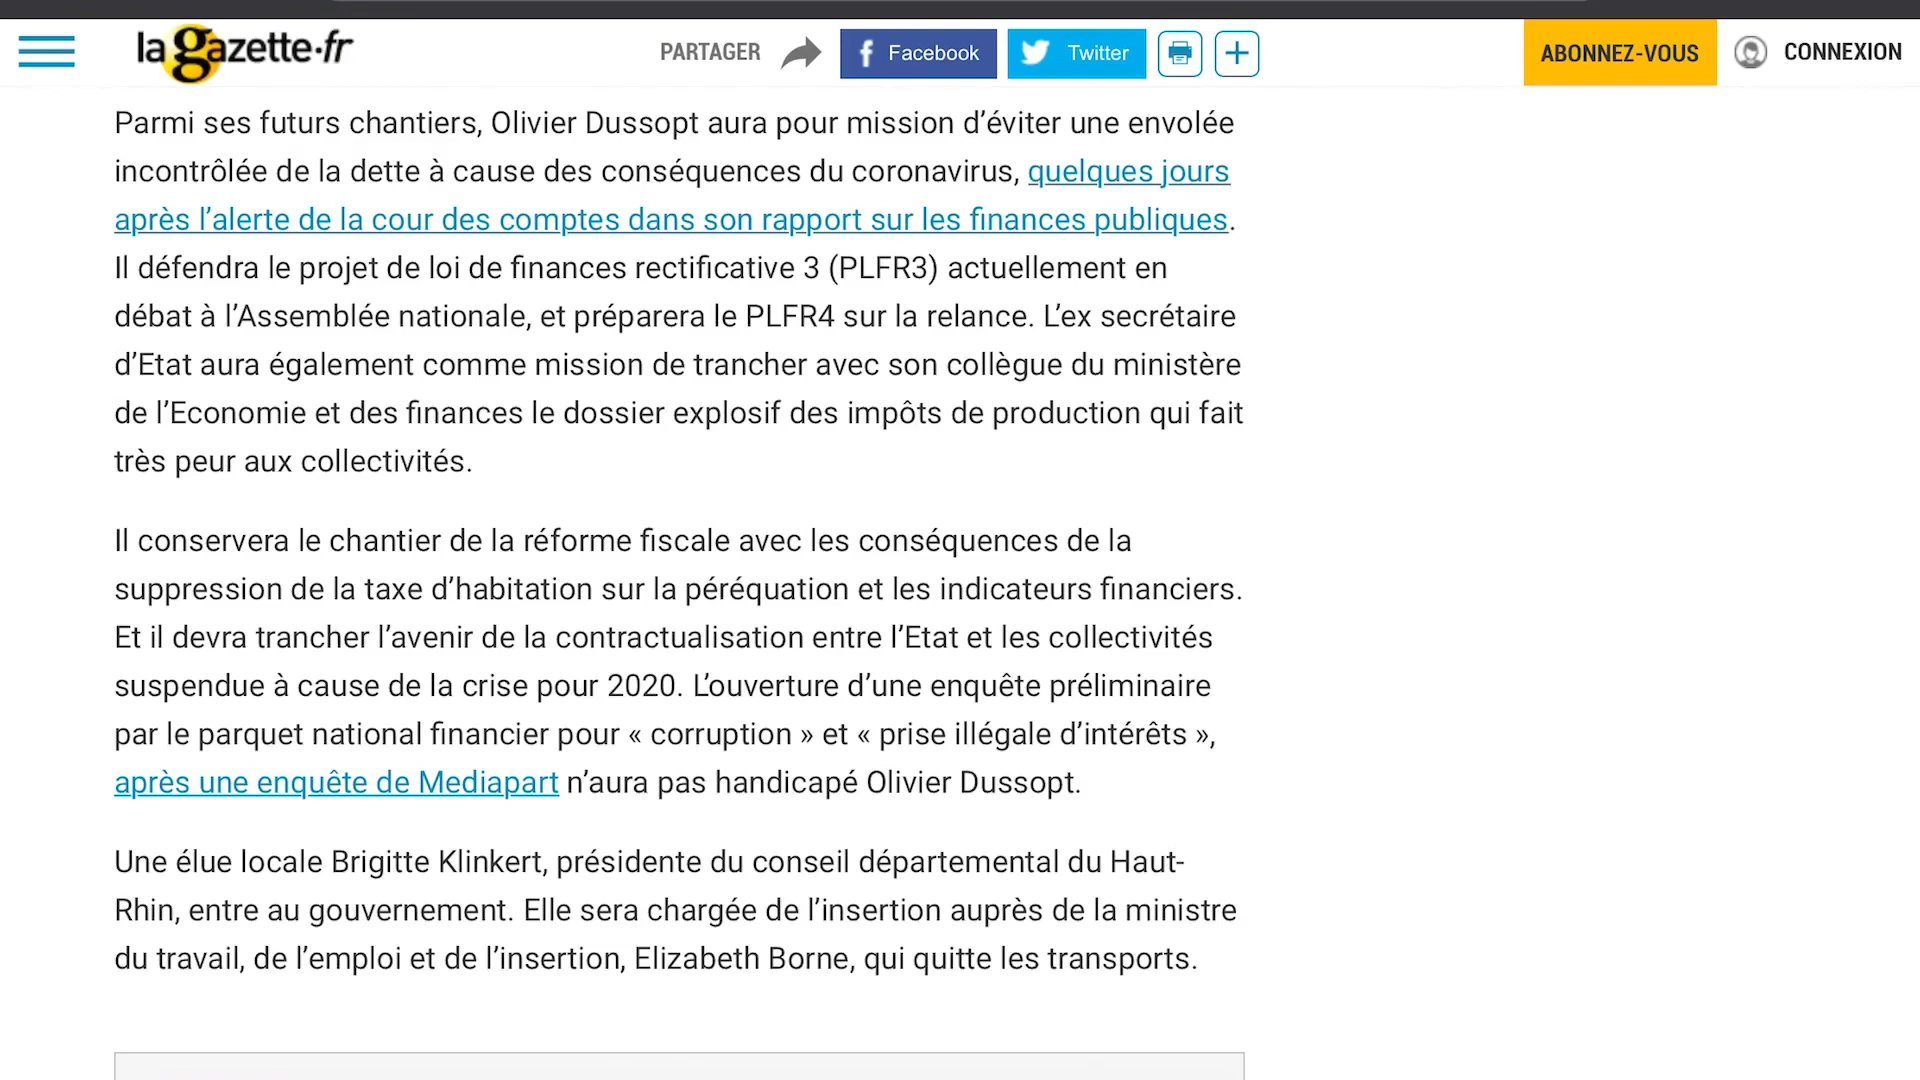 la gazette.fr
PARTAGER
Facebook
Twitter
ABONNEZ-VOUS
CONNEXION
Parmi ses futurs chantiers, Olivier Dussopt aura pour mission d’éviter une envolée
incontrôlée de la dette à cause des conséquences du coronavirus, quelques jours
après l’alerte de la cour des comptes dans son rapport sur les finances publiques.
Il défendra le projet de loi de finances rectificative 3 (PLFR3) actuellement en
débat à l’Assemblée nationale, et préparera le PLFR4 sur la relance. L’ex secrétaire
d’Etat aura également comme mission de trancher avec son collègue du ministère
de l’Economie et des finances le dossier explosif des impôts de production qui fait
très peur aux collectivités.
Il conservera le chantier de la réforme fiscale avec les conséquences de la
suppression de la taxe d’habitation sur la péréquation et les indicateurs financiers.
Et il devra trancher l’avenir de la contractualisation entre l’Etat et les collectivités
suspendue à cause de la crise pour 2020. L’ouverture d’une enquête préliminaire
par le parquet national financier pour « corruption » et « prise illégale d’intérêts »,
après une enquête de Mediapart n’aura pas handicapé Olivier Dussopt.
Une élue locale Brigitte Klinkert, présidente du conseil départemental du Haut-
Rhin, entre au gouvernement. Elle sera chargée de l’insertion auprès de la ministre
du travail, de l’emploi et de l’insertion, Elizabeth Borne, qui quitte les transports.